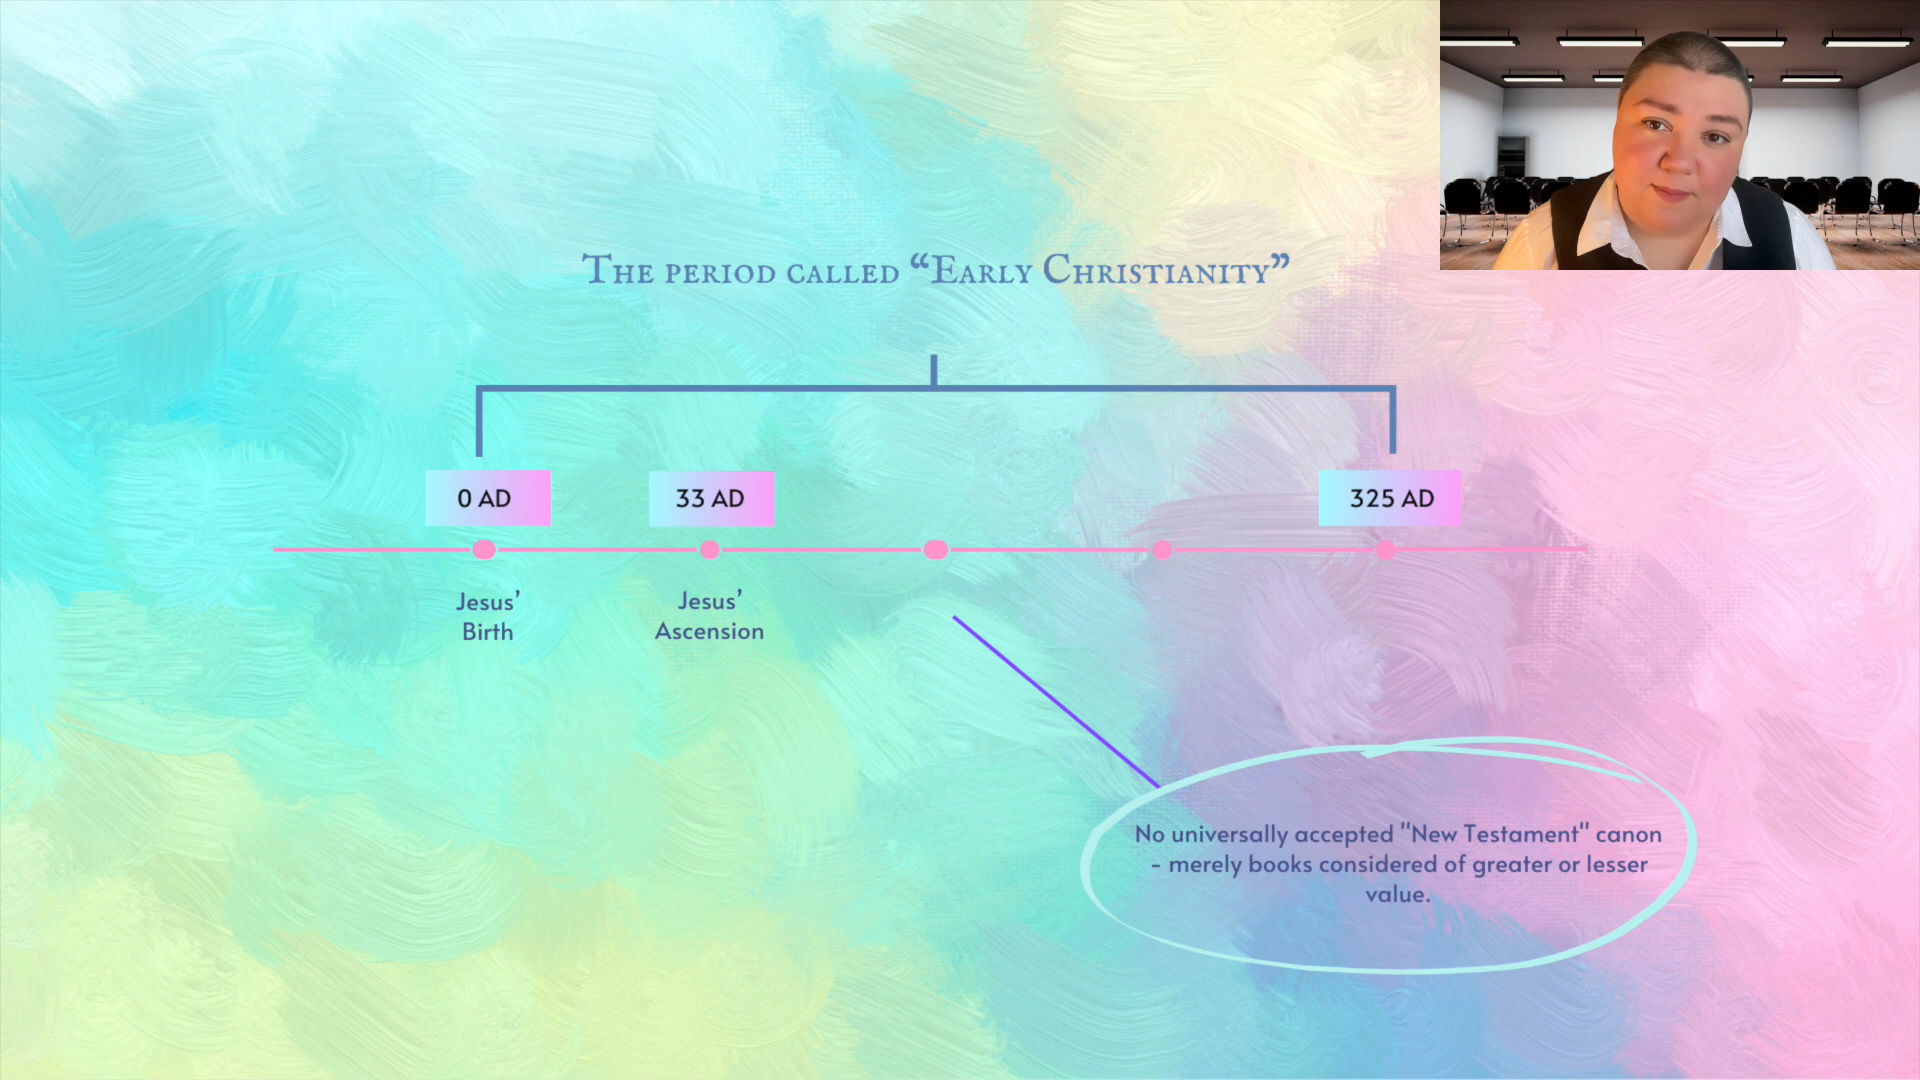 The period called “Early Christianity”
0 AD
33 AD
325 AD
Jesus’
Birth
Jesus’
Ascension
No universally accepted "New Testament" canon
- merely books considered of greater or lesser
value.